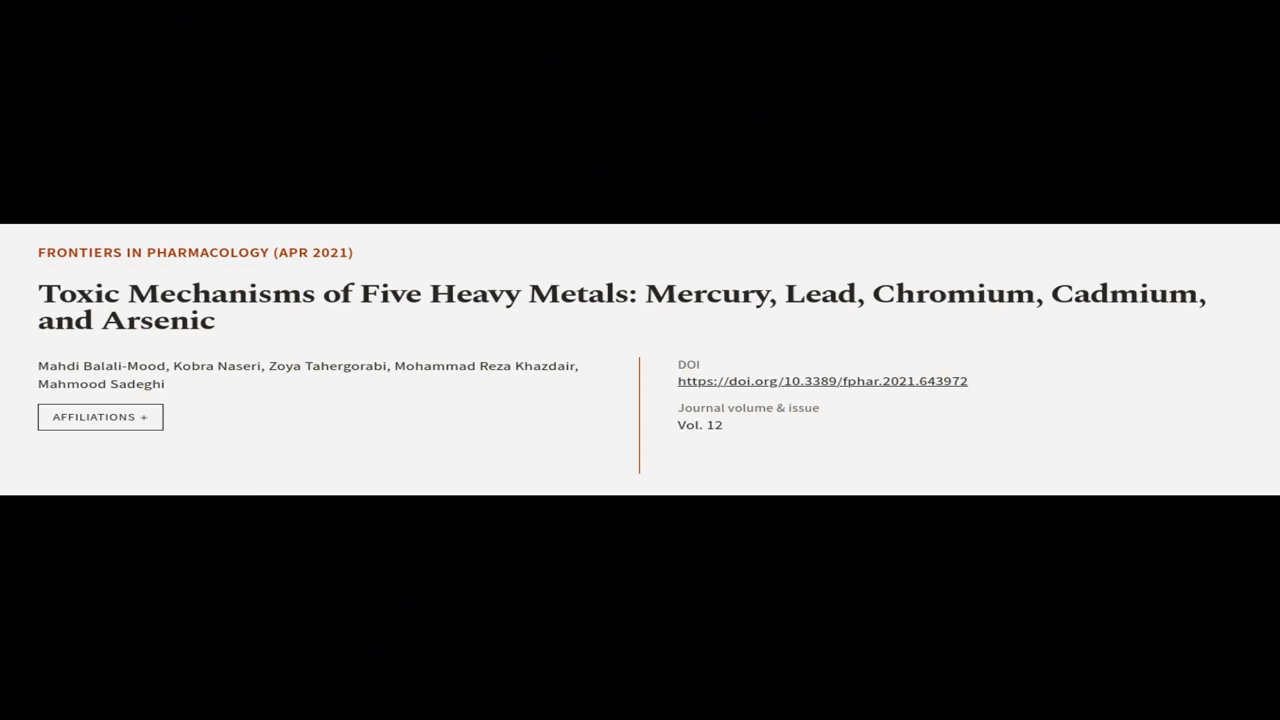 FRONTIERS IN PHARMACOLOGY (APR 2021)
Toxic Mechanisms of Five Heavy Metals: Mercury, Lead, Chromium, Cadmium,
and Arsenic
Mahdi Balali-Mood, Kobra Naseri, Zoya Tahergorabi, Mohammad Reza Khazdair,
Mahmood Sadeghi
AFFILIATIONS +
DOI
https://doi.org/10.3389/fphar.2021.643972
Journal volume & issue
Vol. 12